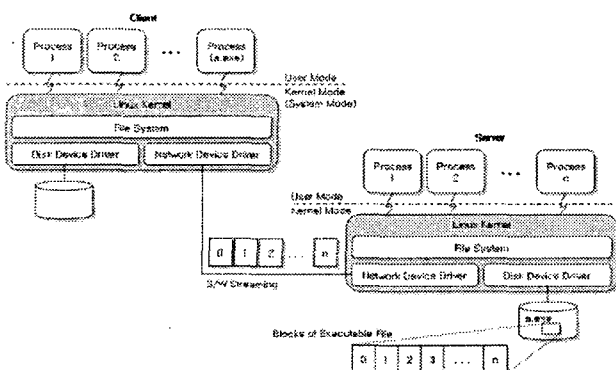 Client
Process 1
Process 2
...
Process (a.exe)
User Mode
Kernel Mode
(System Mode)
Linux Kernel
File System
Disk Device Driver
Network Device Driver
Server
Process 1
Process 2
...
Process n
User Mode
Kernel Mode
Linux Kernel
File System
Network Device Driver
Disk Device Driver
0 1 2 ... n
S/W Streaming
a.exe
Blocks of Executable File
0 1 2 3 ... n